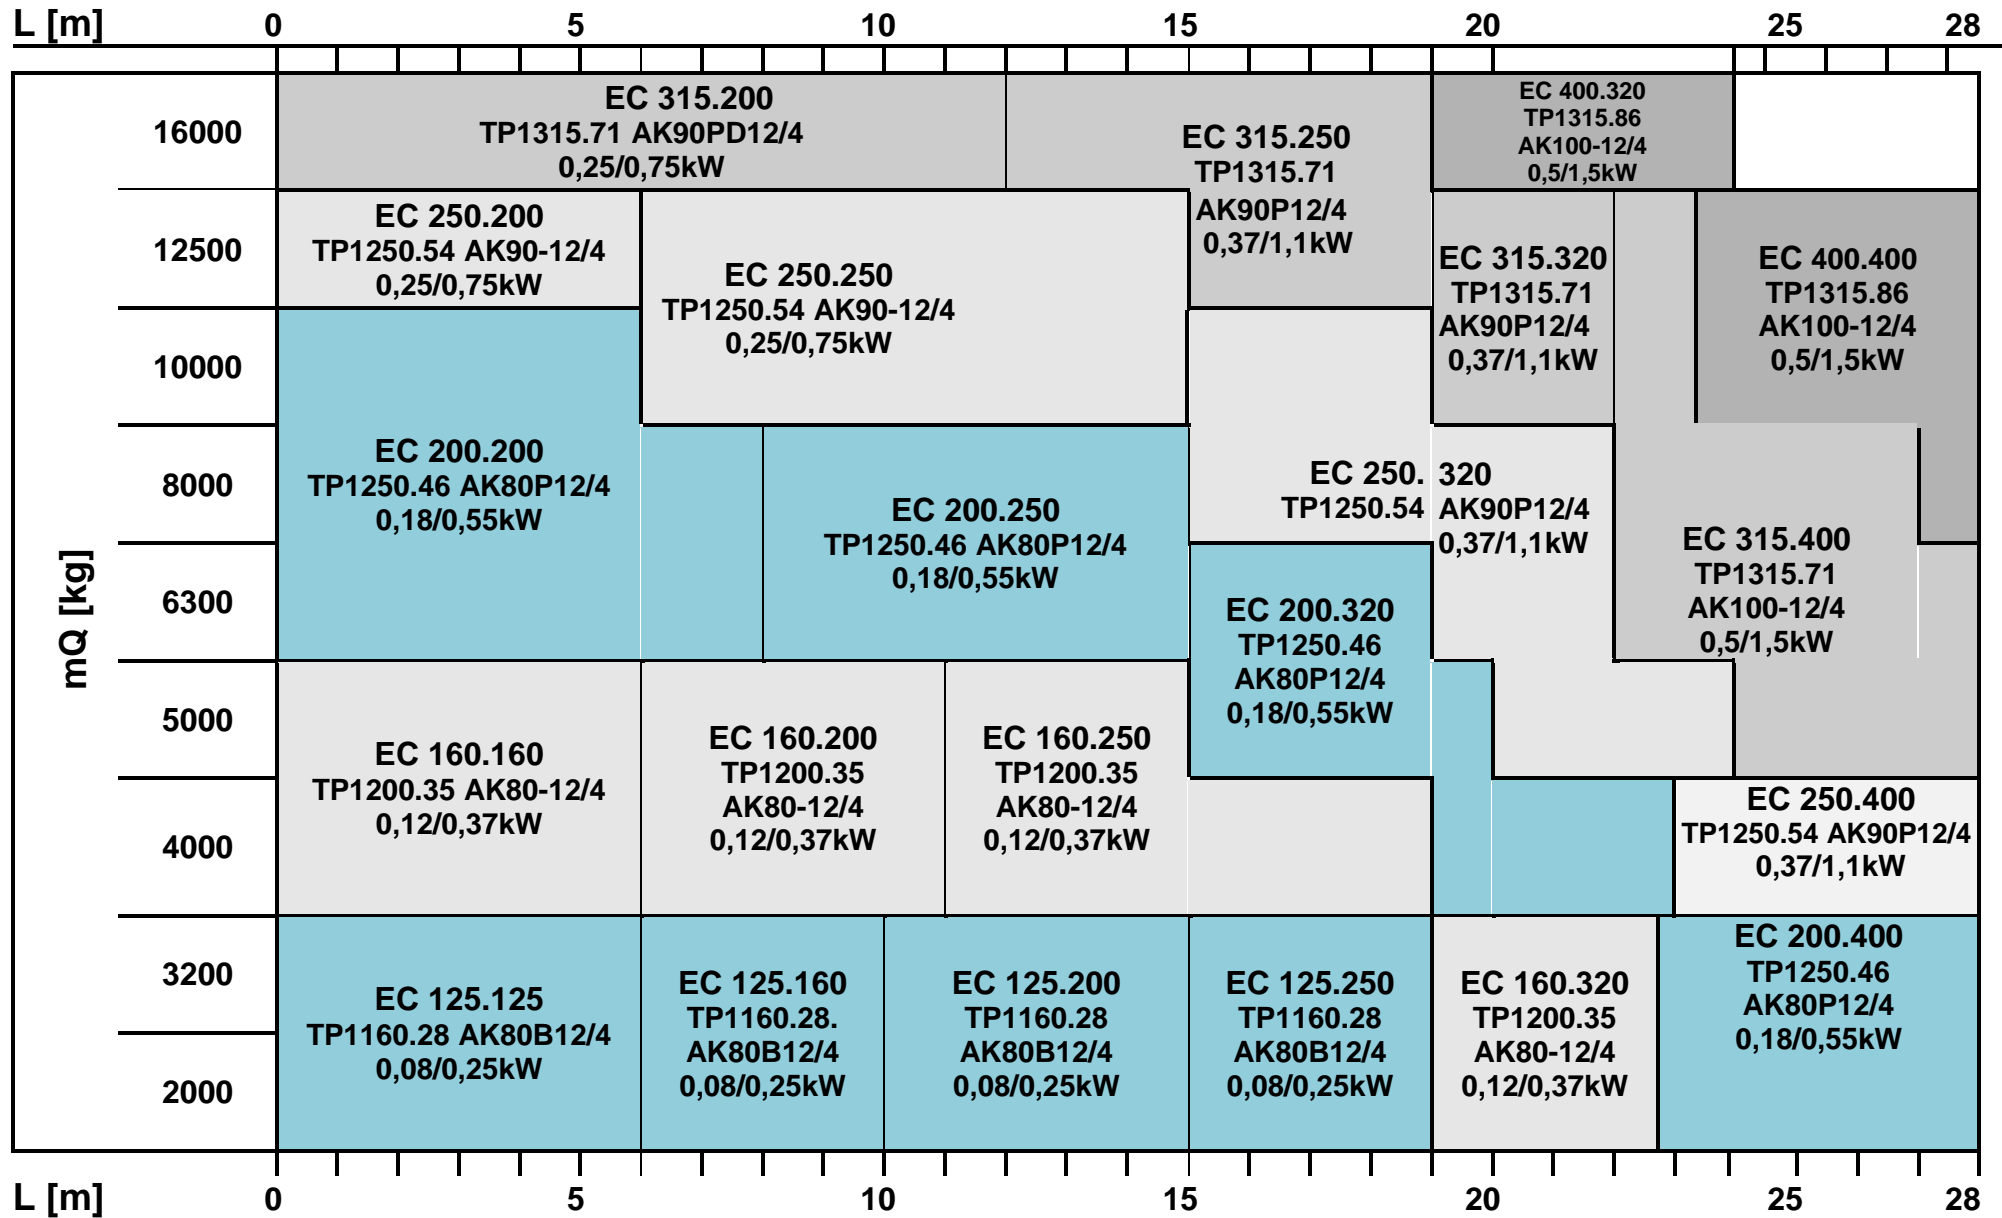 L [m] 0 5 10 15 20 25 28
16000
EC 315.200
TP1315.71 AK90PD12/4
0,25/0,75kW
EC 315.250
TP1315.71
AK90P12/4
0,37/1,1kW
EC 400.320
TP1315.86
AK100-12/4
0,5/1,5kW
12500
EC 250.200
TP1250.54 AK90-12/4
0,25/0,75kW
EC 250.250
TP1250.54 AK90-12/4
0,25/0,75kW
EC 315.320
TP1315.71
AK90P12/4
0,37/1,1kW
EC 400.400
TP1315.86
AK100-12/4
0,5/1,5kW
10000
8000
EC 200.200
TP1250.46 AK80P12/4
0,18/0,55kW
EC 200.250
TP1250.46 AK80P12/4
0,18/0,55kW
EC 250. 320
TP1250.54 AK90P12/4
0,37/1,1kW
EC 315.400
TP1315.71
AK100-12/4
0,5/1,5kW
mQ [kg]
6300
EC 200.320
TP1250.46
AK80P12/4
0,18/0,55kW
5000
EC 160.160
TP1200.35 AK80-12/4
0,12/0,37kW
EC 160.200
TP1200.35
AK80-12/4
0,12/0,37kW
EC 160.250
TP1200.35
AK80-12/4
0,12/0,37kW
4000
EC 250.400
TP1250.54 AK90P12/4
0,37/1,1kW
3200
EC 125.125
TP1160.28 AK80B12/4
0,08/0,25kW
EC 125.160
TP1160.28.
AK80B12/4
0,08/0,25kW
EC 125.200
TP1160.28
AK80B12/4
0,08/0,25kW
EC 125.250
TP1160.28
AK80B12/4
0,08/0,25kW
EC 160.320
TP1200.35
AK80-12/4
0,12/0,37kW
EC 200.400
TP1250.46
AK80P12/4
0,18/0,55kW
2000
L [m] 0 5 10 15 20 25 28